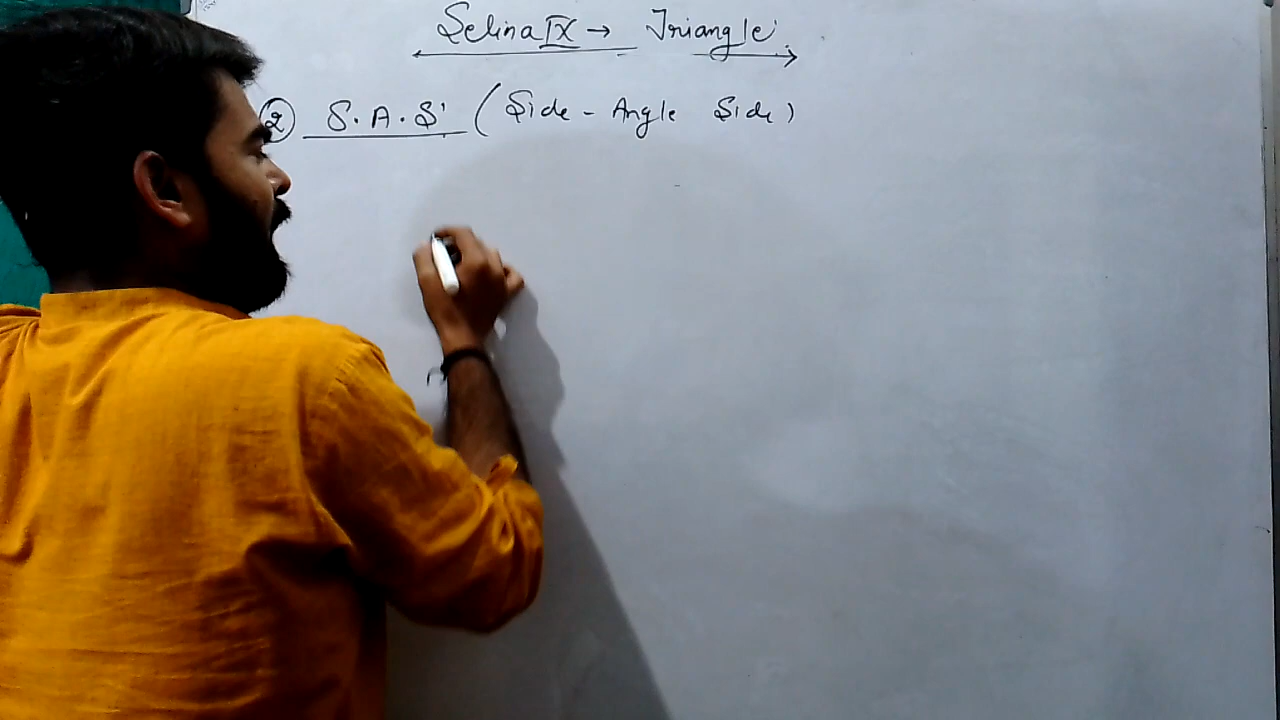 Selina IX → Triangle
② S.A.S (Side - Angle Side)